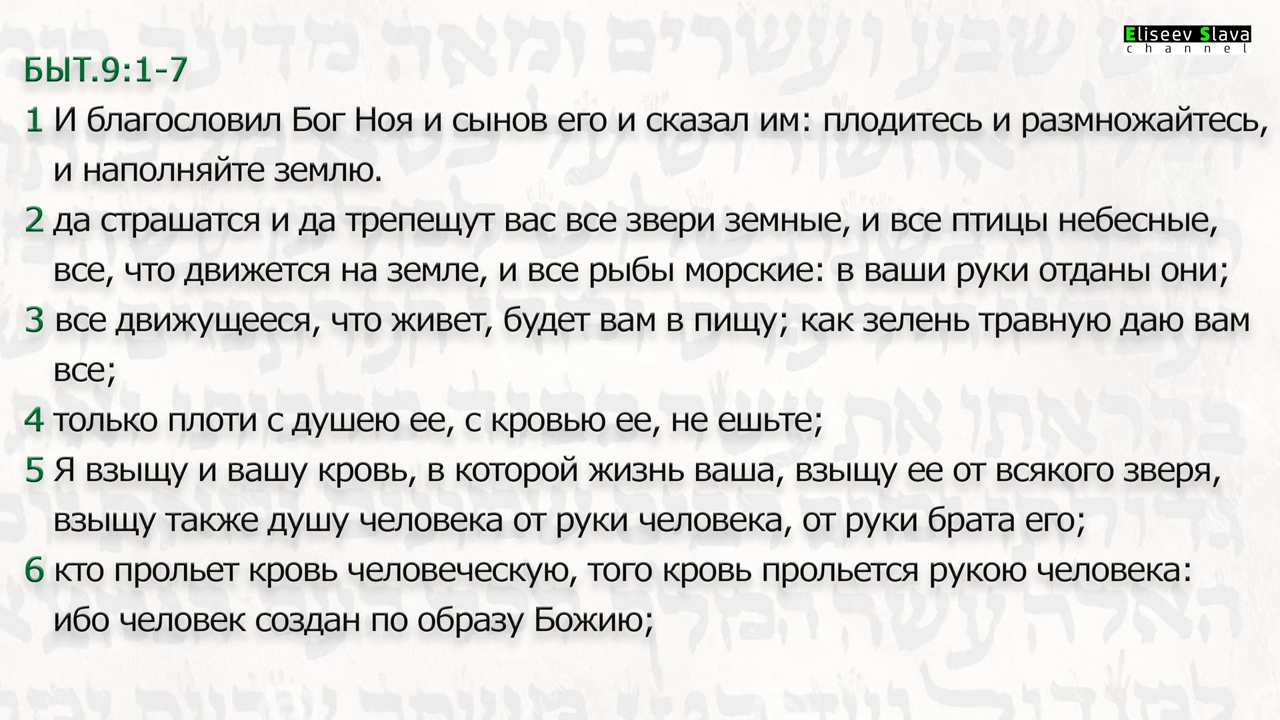 Eliseev Slava
channel
БЫТ.9:1-7
1 И благословил Бог Ноя и сынов его и сказал им: плодитесь и размножайтесь,
и наполняйте землю.
2 да страшатся и да трепещут вас все звери земные, и все птицы небесные,
все, что движется на земле, и все рыбы морские: в ваши руки отданы они;
3 все движущееся, что живет, будет вам в пищу; как зелень травную даю вам
все;
4 только плоти с душею ее, с кровью ее, не ешьте;
5 Я взыщу и вашу кровь, в которой жизнь ваша, взыщу ее от всякого зверя,
взыщу также душу человека от руки человека, от руки брата его;
6 кто прольет кровь человеческую, того кровь прольется рукою человека:
ибо человек создан по образу Божию;